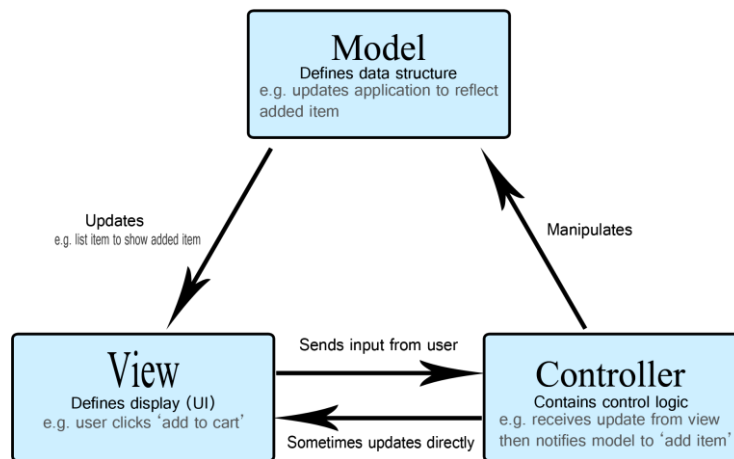 Model
Defines data structure
e.g. updates application to reflect
added item
Updates
e.g. list item to show added item
Manipulates
View
Defines display (UI)
e.g. user clicks ‘add to cart’
Sends input from user
Sometimes updates directly
Controller
Contains control logic
e.g. receives update from view
then notifies model to ‘add item’